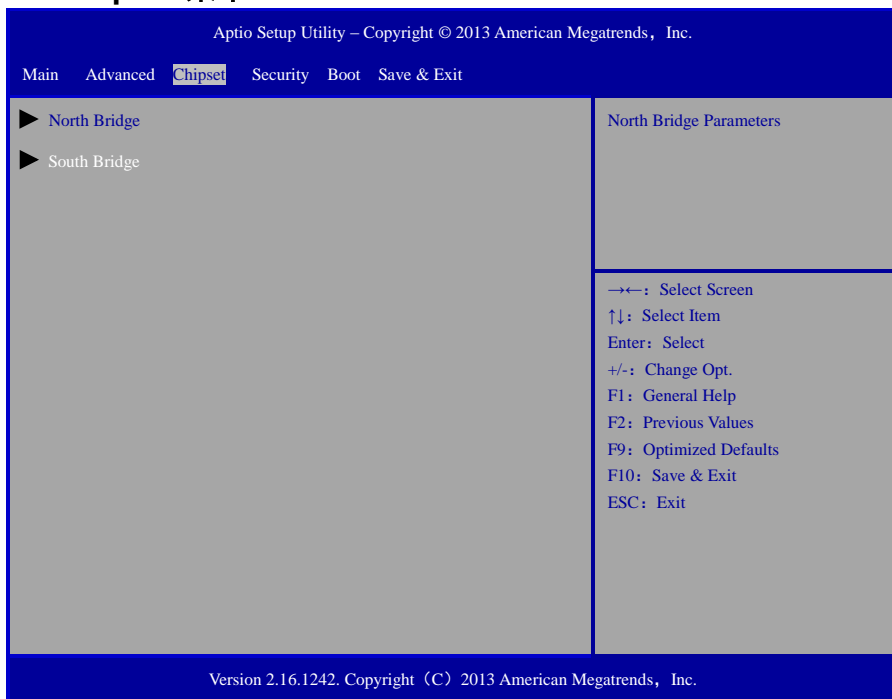 Aptio Setup Utility – Copyright © 2013 American Megatrends，Inc.
Main Advanced Chipset Security Boot Save & Exit
North Bridge
South Bridge
North Bridge Parameters
→←：Select Screen
↑↓：Select Item
Enter：Select
+/-：Change Opt.
F1：General Help
F2：Previous Values
F9：Optimized Defaults
F10：Save & Exit
ESC：Exit
Version 2.16.1242. Copyright（C）2013 American Megatrends，Inc.